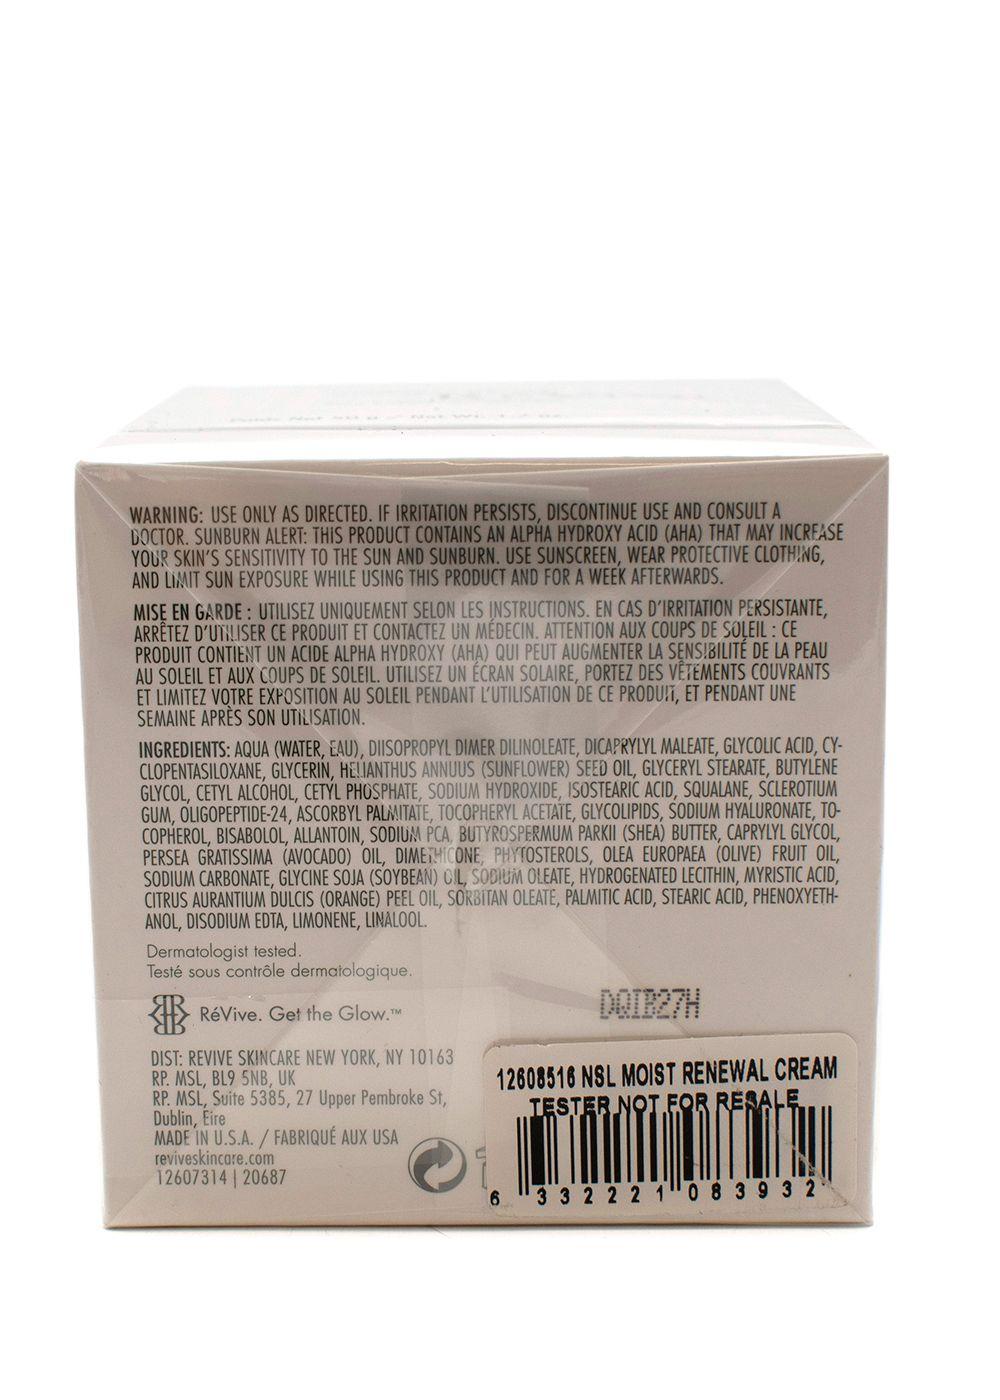 Poids Net 50 g / Net Wt. 1.7 oz.
WARNING: USE ONLY AS DIRECTED. IF IRRITATION PERSISTS, DISCONTINUE USE AND CONSULT A
DOCTOR. SUNBURN ALERT: THIS PRODUCT CONTAINS AN ALPHA HYDROXY ACID (AHA) THAT MAY INCREASE
YOUR SKIN'S SENSITIVITY TO THE SUN AND SUNBURN. USE SUNSCREEN, WEAR PROTECTIVE CLOTHING,
AND LIMIT SUN EXPOSURE WHILE USING THIS PRODUCT AND FOR A WEEK AFTERWARDS.
MISE EN GARDE : UTILISEZ UNIQUEMENT SELON LES INSTRUCTIONS. EN CAS D'IRRITATION PERSISTANTE,
ARRÊTEZ D'UTILISER CE PRODUIT ET CONTACTEZ UN MÉDECIN. ATTENTION AUX COUPS DE SOLEIL : CE
PRODUIT CONTIENT UN ACIDE ALPHA HYDROXY (AHA) QUI PEUT AUGMENTER LA SENSIBILITÉ DE LA PEAU
AU SOLEIL ET AUX COUPS DE SOLEIL. UTILISEZ UN ÉCRAN SOLAIRE, PORTEZ DES VÊTEMENTS COUVRANTS
ET LIMITEZ VOTRE EXPOSITION AU SOLEIL PENDANT L'UTILISATION DE CE PRODUIT, ET PENDANT UNE
SEMAINE APRÈS SON UTILISATION.
INGREDIENTS: AQUA (WATER, EAU), DIISOPROPYL DIMER DILINOLEATE, DICAPRYLYL MALEATE, GLYCOLIC ACID, CY-
CLOPENTASILOXANE, GLYCERIN, HELIANTHUS ANNUUS (SUNFLOWER) SEED OIL, GLYCERYL STEARATE, BUTYLENE
GLYCOL, CETYL ALCOHOL, CETYL PHOSPHATE, SODIUM HYDROXIDE, ISOSTEARIC ACID, SQUALANE, SCLEROTIUM
GUM, OLIGOPEPTIDE-24, ASCORBYL PALMITATE, TOCOPHERYL ACETATE, GLYCOLIPIDS, SODIUM HYALURONATE, TO-
COPHEROL, BISABOLOL, ALLANTOIN, SODIUM PCA, BUTYROSPERMUM PARKII (SHEA) BUTTER, CAPRYLYL GLYCOL,
PERSEA GRATISSIMA (AVOCADO) OIL, DIMETHICONE, PHYTOSTEROLS, OLEA EUROPAEA (OLIVE) FRUIT OIL,
SODIUM CARBONATE, GLYCINE SOJA (SOYBEAN) OIL, SODIUM OLEATE, HYDROGENATED LECITHIN, MYRISTIC ACID,
CITRUS AURANTIUM DULCIS (ORANGE) PEEL OIL, SORBITAN OLEATE, PALMITIC ACID, STEARIC ACID, PHENOXYETH-
ANOL, DISODIUM EDTA, LIMONENE, LINALOOL.
Dermatologist tested.
Testé sous contrôle dermatologique.
RéVive. Get the Glow.™
DQIB27H
DIST: REVIVE SKINCARE NEW YORK, NY 10163
RP. MSL, BL9 5NB, UK
RP. MSL, Suite 5385, 27 Upper Pembroke St,
Dublin, Eire
MADE IN U.S.A. / FABRIQUÉ AUX USA
reviveskincare.com
12607314 | 20687
12608516 NSL MOIST RENEWAL CREAM
TESTER NOT FOR RESALE
6 33222 1 08393 2